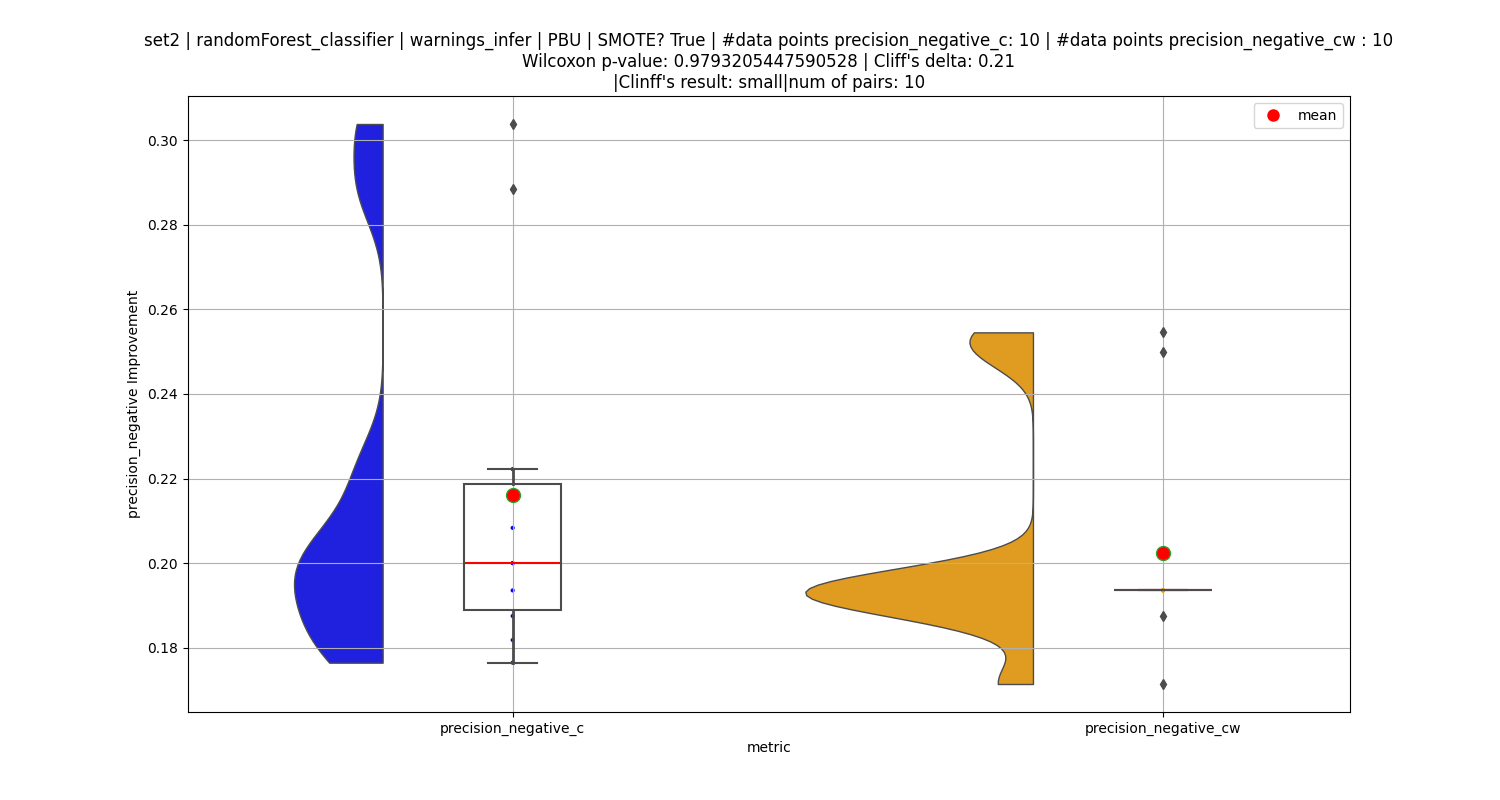 set2 | randomForest_classifier | warnings_infer | PBU | SMOTE? True | #data points precision_negative_c: 10 | #data points precision_negative_cw : 10
Wilcoxon p-value: 0.9793205447590528 | Cliff's delta: 0.21
|Clinff's result: small|num of pairs: 10
mean
0.30
0.28
0.26
0.24
0.22
0.20
0.18
precision_negative Improvement
precision_negative_c
precision_negative_cw
metric